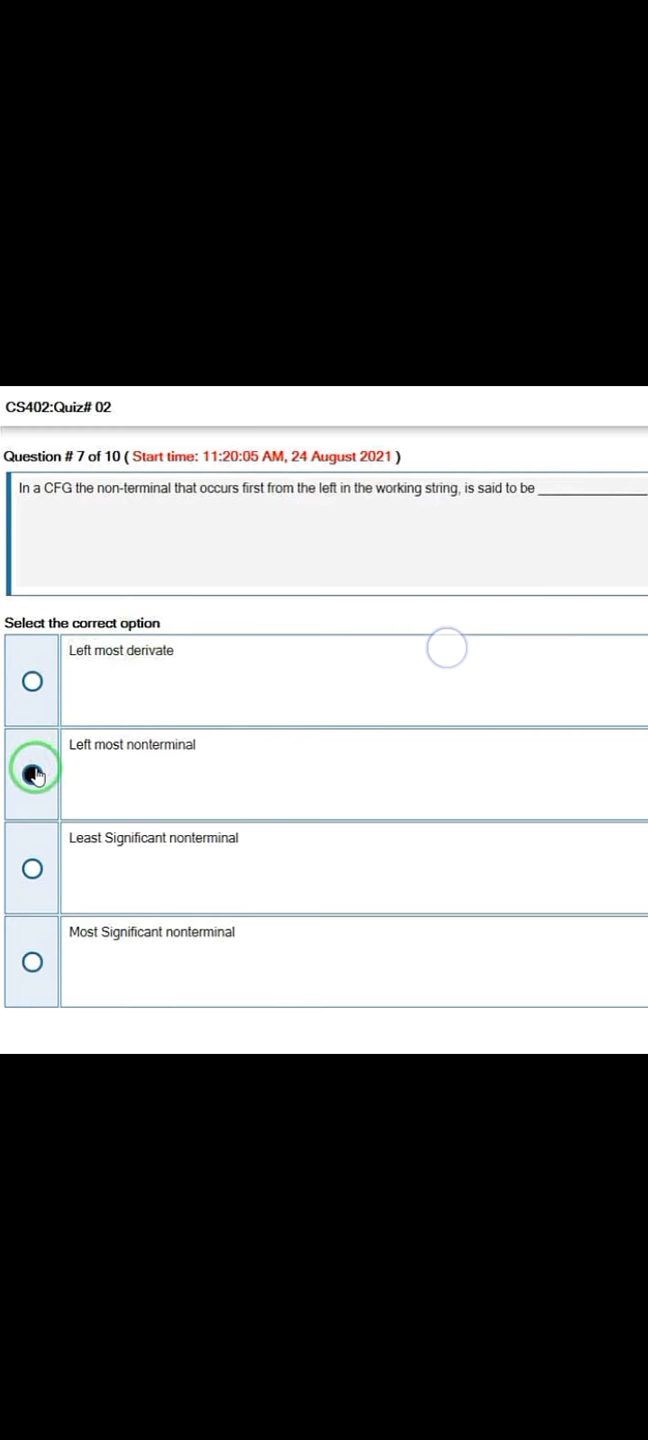 CS402:Quiz# 02
Question # 7 of 10 ( Start time: 11:20:05 AM, 24 August 2021 )
In a CFG the non-terminal that occurs first from the left in the working string, is said to be ______________
Select the correct option
Left most derivate
Left most nonterminal
Least Significant nonterminal
Most Significant nonterminal